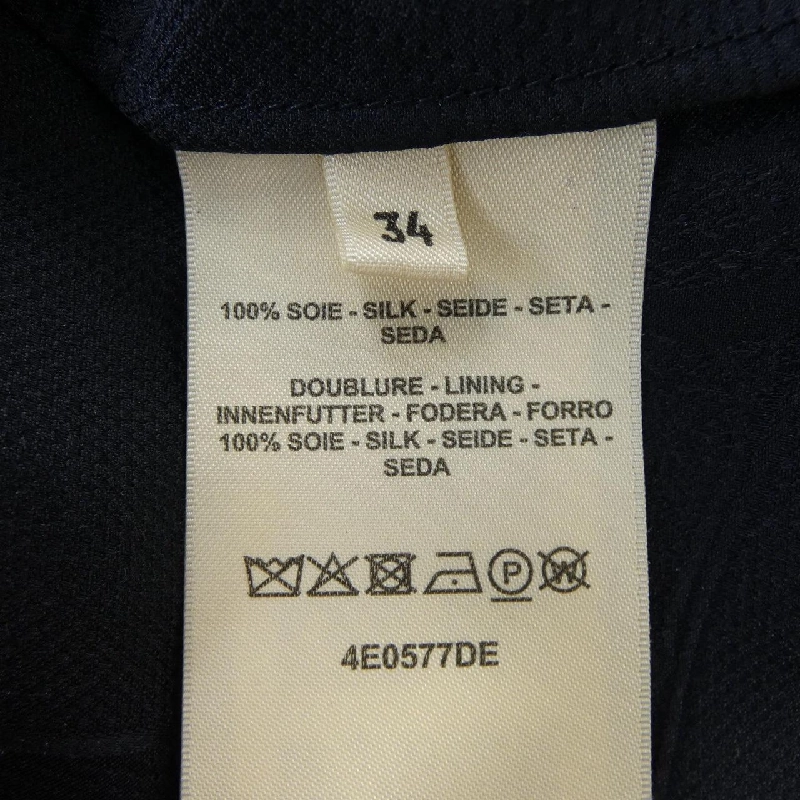 34
100% SOIE - SILK - SEIDE - SETA -
SEDA
DOUBLURE - LINING -
INNENFUTTER - FODERA - FORRO
100% SOIE - SILK - SEIDE - SETA -
SEDA
P W
4E0577DE